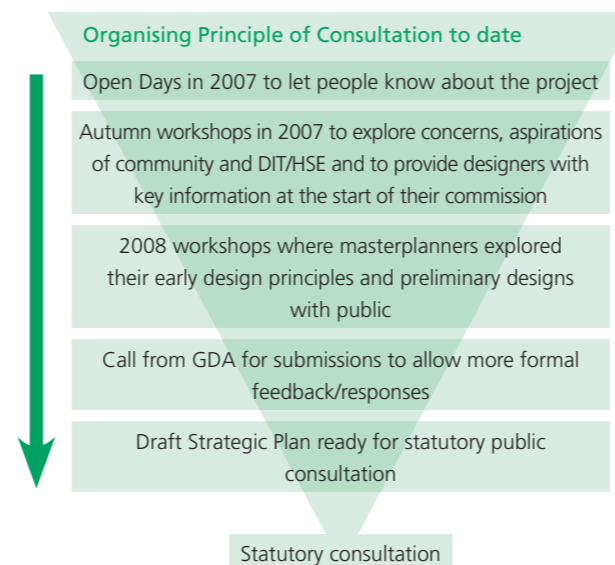 Organising Principle of Consultation to date
Open Days in 2007 to let people know about the project
Autumn workshops in 2007 to explore concerns, aspirations
of community and DIT/HSE and to provide designers with
key information at the start of their commission
2008 workshops where masterplanners explored
their early design principles and preliminary designs
with public
Call from GDA for submissions to allow more formal
feedback/responses
Draft Strategic Plan ready for statutory public
consultation
Statutory consultation